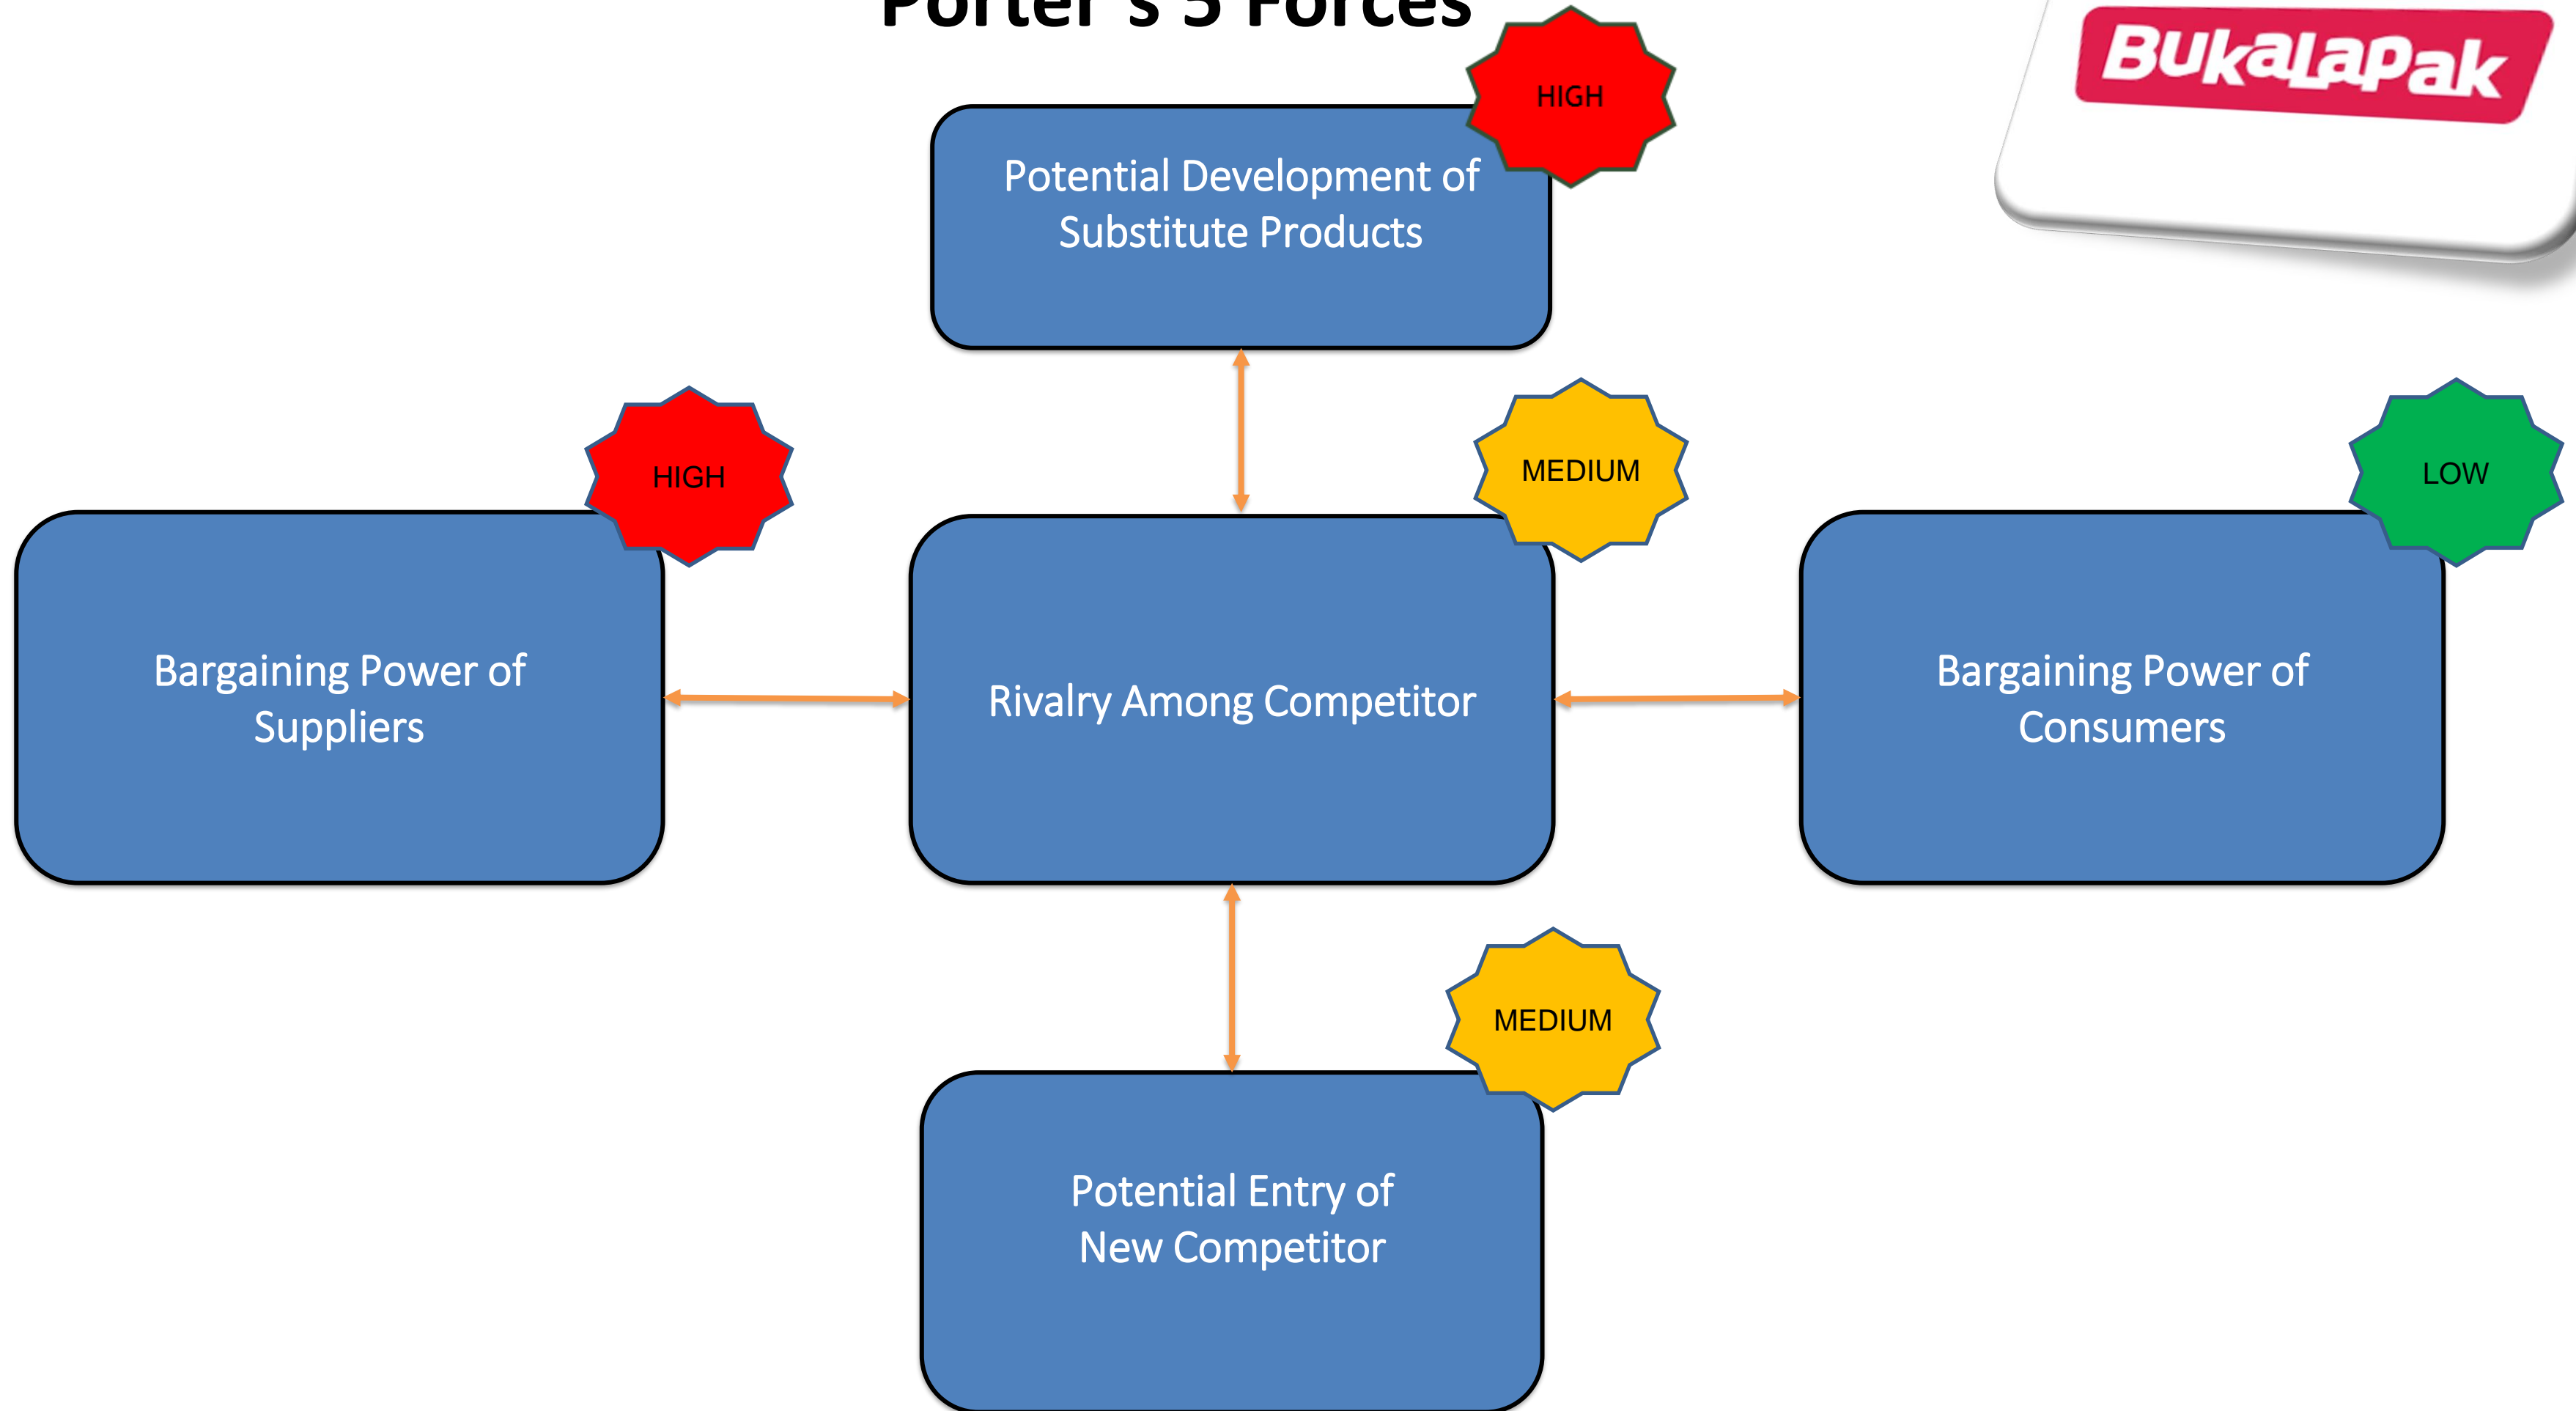 Porter's 5 Forces
BukaLapak
HIGH
Potential Development of
Substitute Products
HIGH
MEDIUM
LOW
Bargaining Power of
Suppliers
Rivalry Among Competitor
Bargaining Power of
Consumers
MEDIUM
Potential Entry of
New Competitor